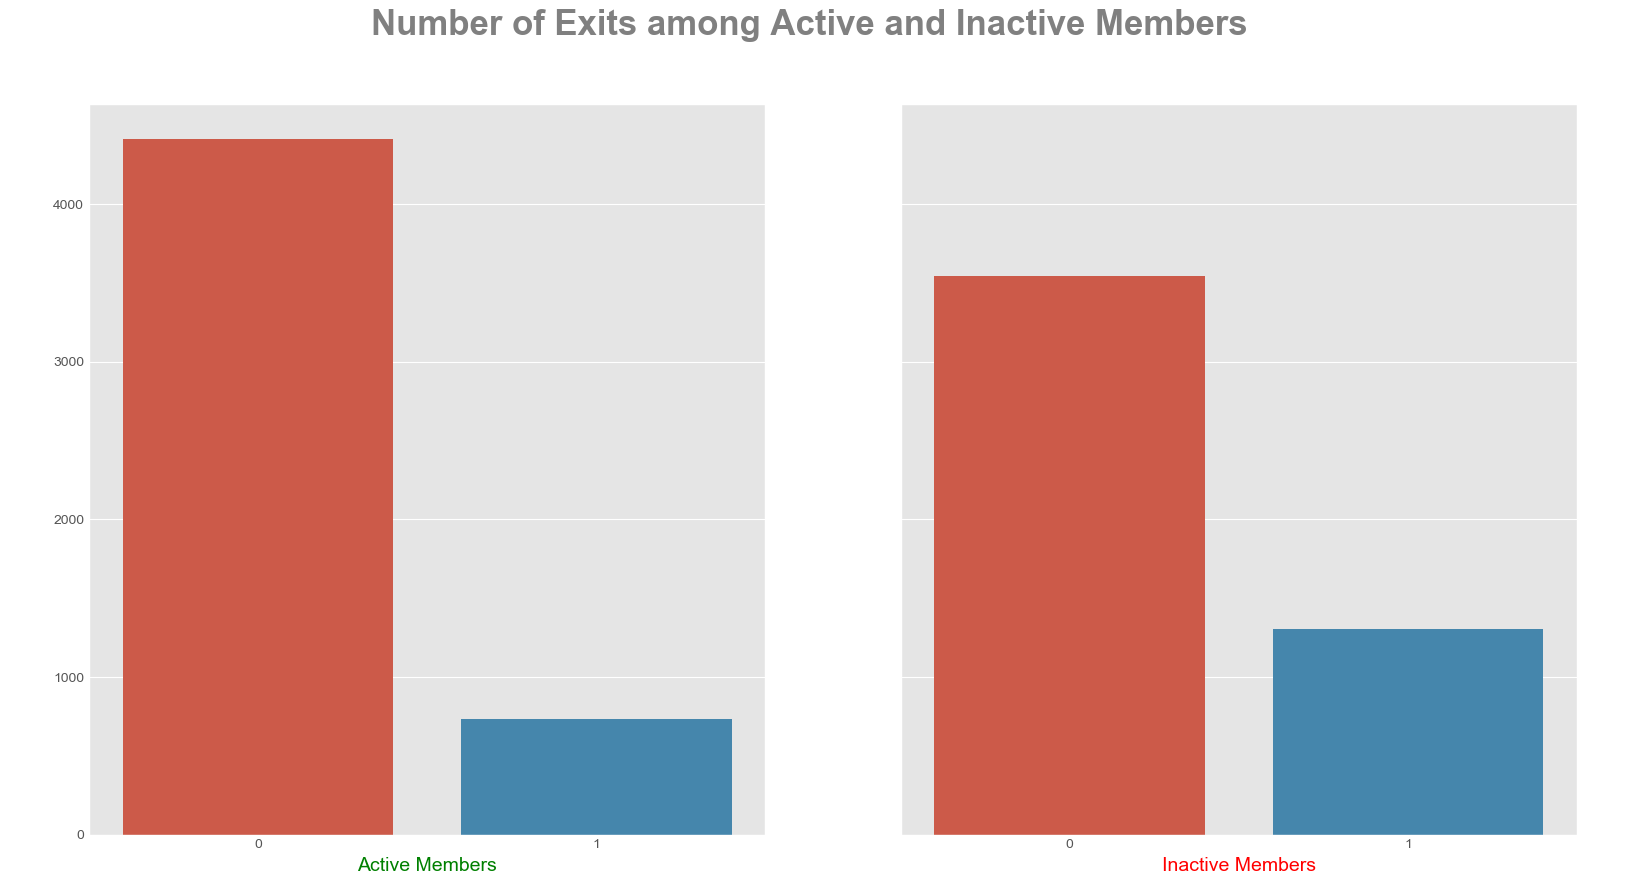 Number of Exits among Active and Inactive Members
4000
3000
2000
1000
0
0 1
Active Members
0 1
Inactive Members